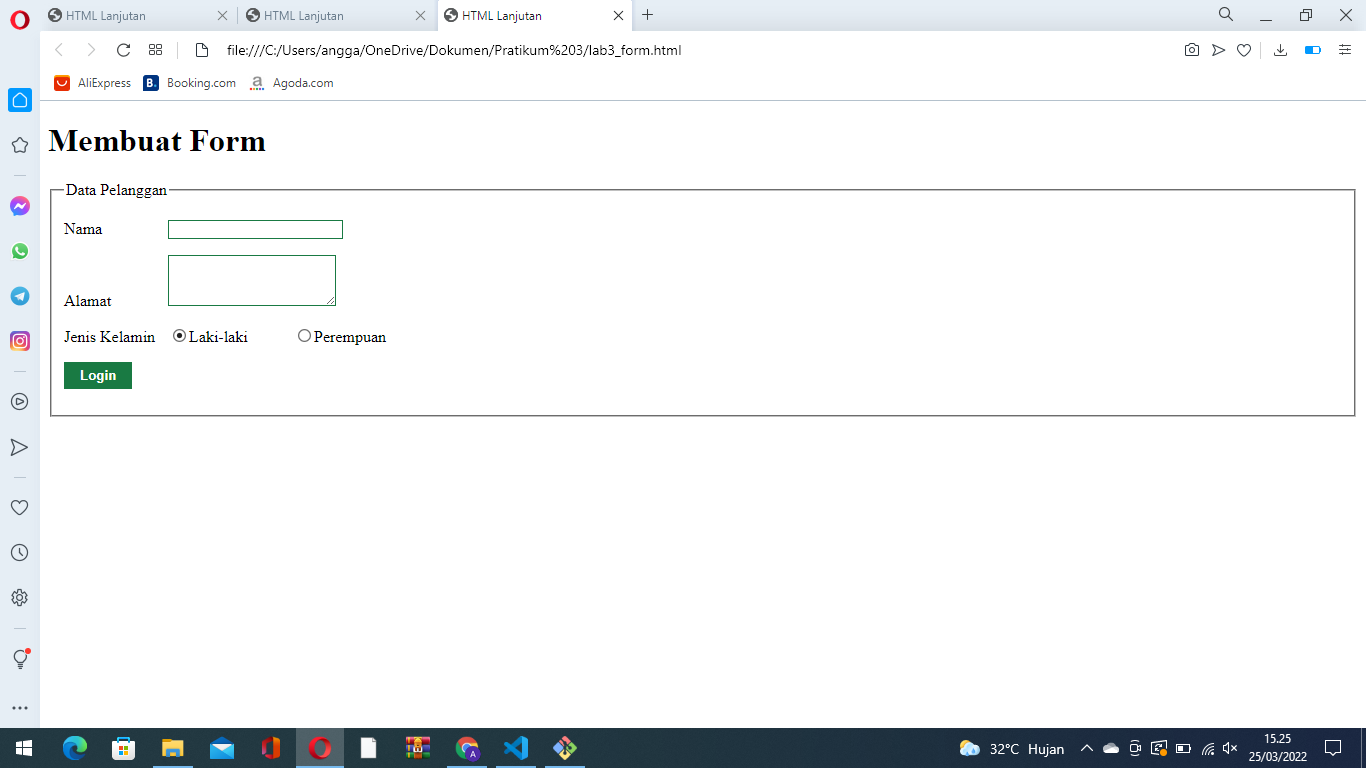 HTML Lanjutan
HTML Lanjutan
HTML Lanjutan
file:///C:/Users/angga/OneDrive/Dokumen/Pratikum%203/lab3_form.html
AliExpress
B. Booking.com
a Agoda.com
Membuat Form
Data Pelanggan
Nama
Alamat
Jenis Kelamin Laki-laki Perempuan
Login
32°C Hujan
15.25
25/03/2022
A